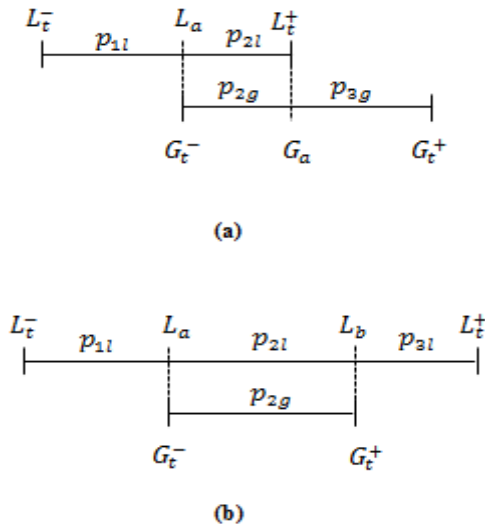 L_t^- L_a L_t^+
p_{1l} p_{2l}
p_{2g} p_{3g}
G_t^- G_a G_t^+
(a)
L_t^- L_a L_b L_t^+
p_{1l} p_{2l} p_{3l}
p_{2g}
G_t^- G_t^+
(b)